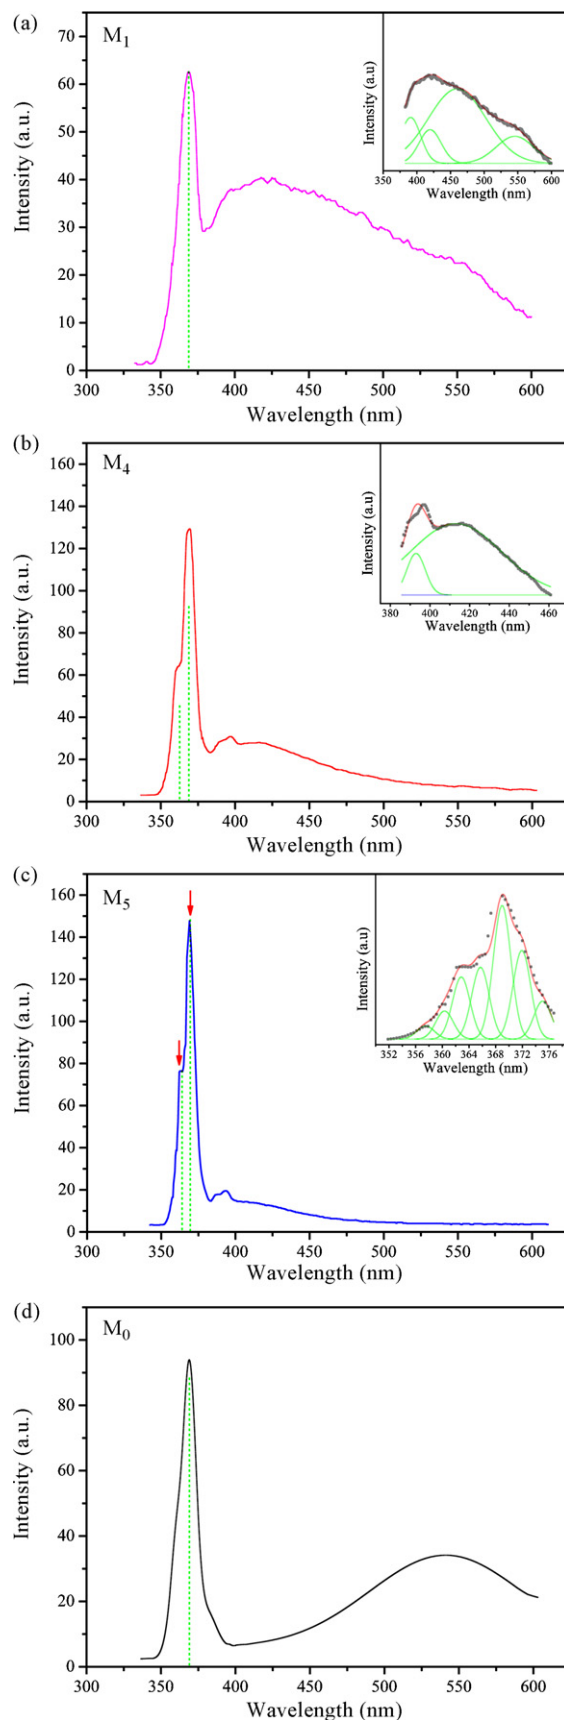 (a)
M1
70
60
50
40
30
20
10
0
Intensity (a.u.)
300 350 400 450 500 550 600
Wavelength (nm)
Intensity (a.u)
350 400 450 500 550 600
Wavelength (nm)
(b)
M4
160
140
120
100
80
60
40
20
0
Intensity (a.u.)
300 350 400 450 500 550 600
Wavelength (nm)
Intensity (a.u)
380 400 420 440 460
Wavelength (nm)
(c)
M5
160
140
120
100
80
60
40
20
0
Intensity (a.u.)
300 350 400 450 500 550 600
Wavelength (nm)
Intensity (a.u)
352 356 360 364 368 372 376
Wavelength (nm)
(d)
M0
100
80
60
40
20
0
Intensity (a.u.)
300 350 400 450 500 550 600
Wavelength (nm)